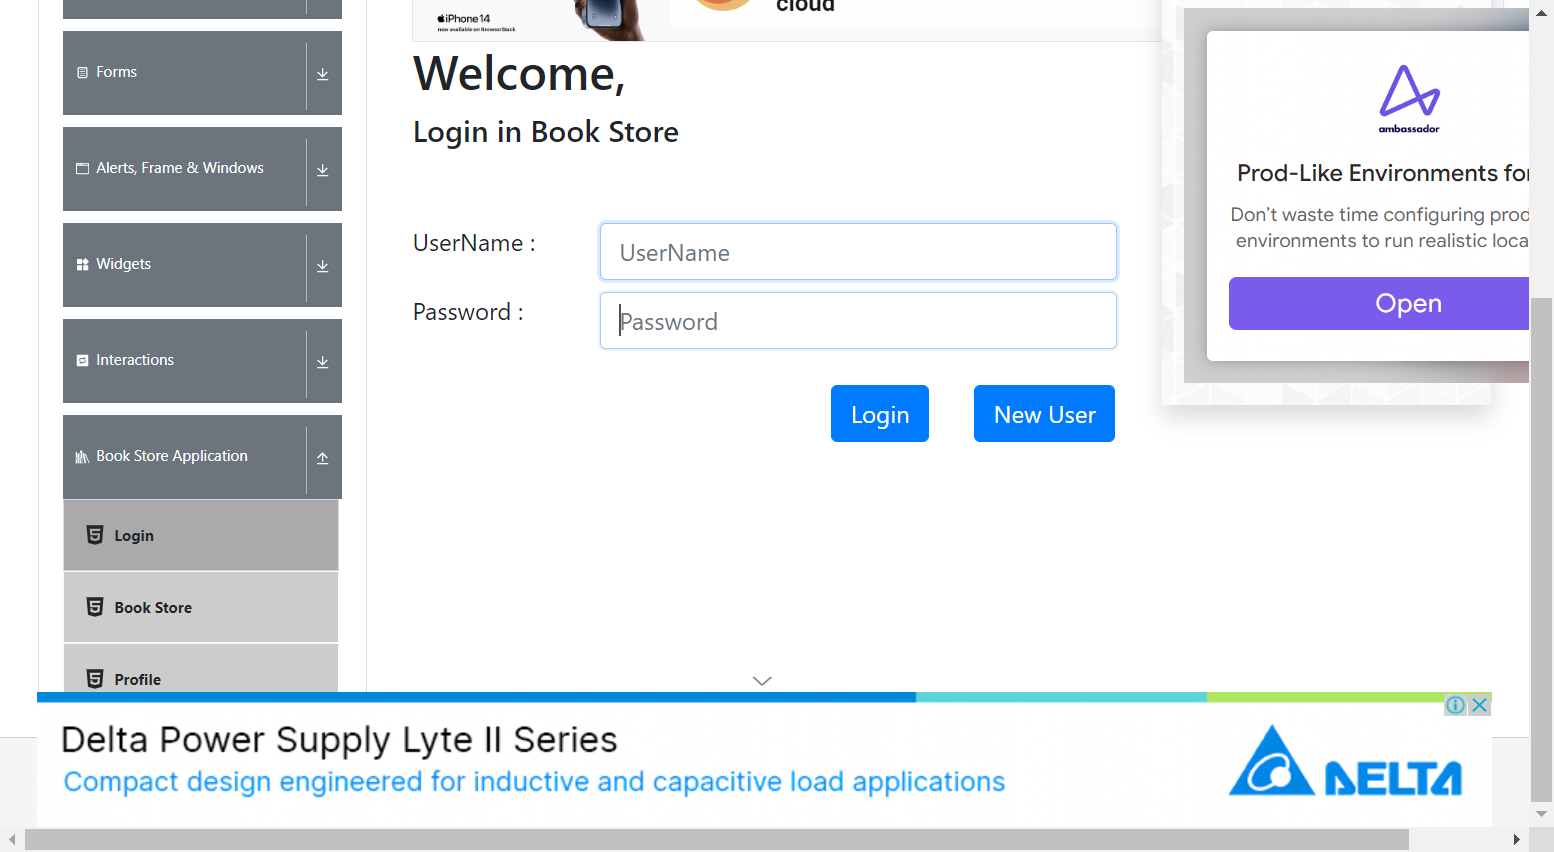 iPhone 14
now available on BrowserStack
cloud
Forms
Alerts, Frame & Windows
Widgets
Interactions
Book Store Application
Login
Book Store
Profile
Welcome,
Login in Book Store
UserName :
UserName
Password :
Password
Login
New User
ambassador
Prod-Like Environments for
Don’t waste time configuring prod
environments to run realistic loca
Open
Delta Power Supply Lyte II Series
Compact design engineered for inductive and capacitive load applications
DELTA